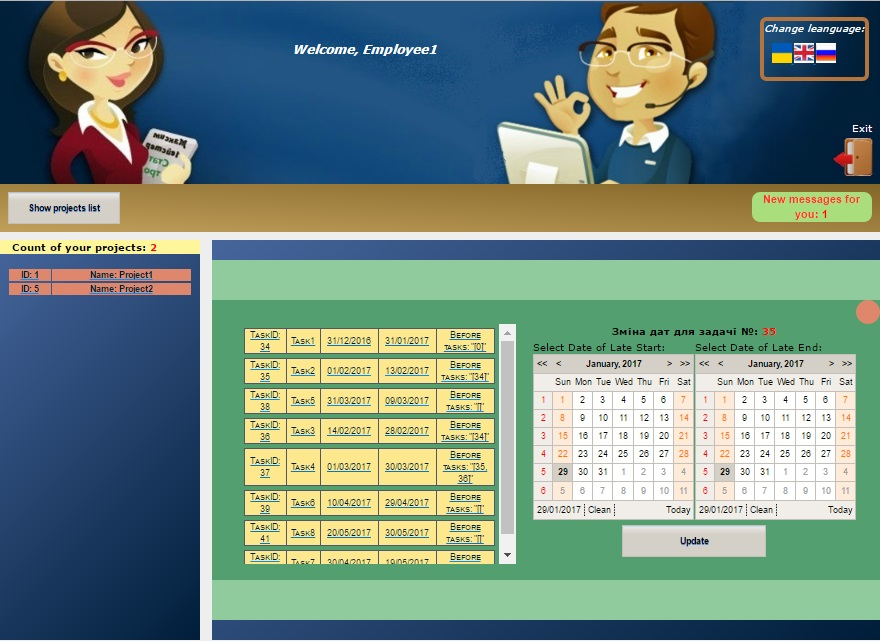 Welcome, Employee1
Change leanguage:
Exit
Show projects list
New messages for
you: 1
Count of your projects: 2
ID: 1 Name: Project1
ID: 5 Name: Project2
TaskID:
34 Task1 31/12/2016 31/01/2017 Before
tasks: "[0]"
TaskID:
35 Task2 01/02/2017 13/02/2017 Before
tasks: "[34]"
TaskID:
38 Task5 31/03/2017 09/03/2017 Before
tasks: "[]"
TaskID:
36 Task3 14/02/2017 28/02/2017 Before
tasks: "[34]"
TaskID:
37 Task4 01/03/2017 30/03/2017 Before
tasks: "[35,
36]"
TaskID:
39 Task6 10/04/2017 29/04/2017 Before
tasks: "[]"
TaskID:
41 Task8 20/05/2017 30/05/2017 Before
tasks: "[]"
TaskID: Task7 30/04/2017 19/05/2017 Before
Зміна дат для задачі №: 35
Select Date of Late Start: Select Date of Late End:
<< < January, 2017 > >> << < January, 2017 > >>
Sun Mon Tue Wed Thu Fri Sat Sun Mon Tue Wed Thu Fri Sat
1 1 2 3 4 5 6 7 1 1 2 3 4 5 6 7
2 8 9 10 11 12 13 14 2 8 9 10 11 12 13 14
3 15 16 17 18 19 20 21 3 15 16 17 18 19 20 21
4 22 23 24 25 26 27 28 4 22 23 24 25 26 27 28
5 29 30 31 1 2 3 4 5 29 30 31 1 2 3 4
6 5 6 7 8 9 10 11 6 5 6 7 8 9 10 11
29/01/2017 Clean Today 29/01/2017 Clean Today
Update